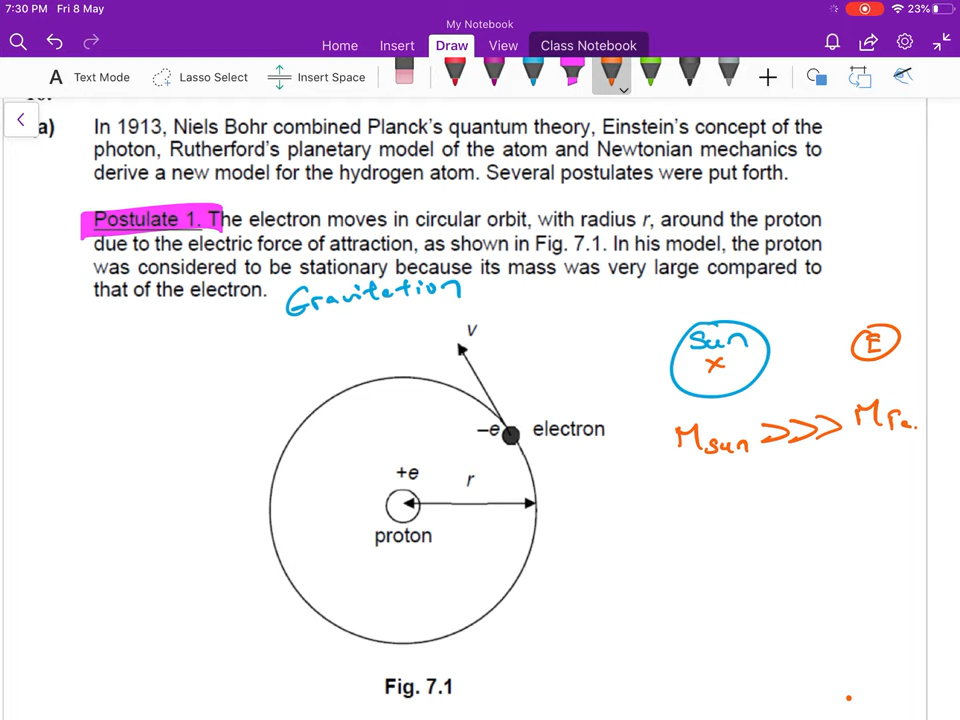 7:30 PM Fri 8 May
23%
My Notebook
Home Insert Draw View Class Notebook
A Text Mode Lasso Select Insert Space
a) In 1913, Niels Bohr combined Planck's quantum theory, Einstein's concept of the
photon, Rutherford's planetary model of the atom and Newtonian mechanics to
derive a new model for the hydrogen atom. Several postulates were put forth.
Postulate 1. The electron moves in circular orbit, with radius r, around the proton
due to the electric force of attraction, as shown in Fig. 7.1. In his model, the proton
was considered to be stationary because its mass was very large compared to
that of the electron.
Gravitation
v
Sun
x
E
–e electron
M sun >>>
+e
r
proton
Fig. 7.1